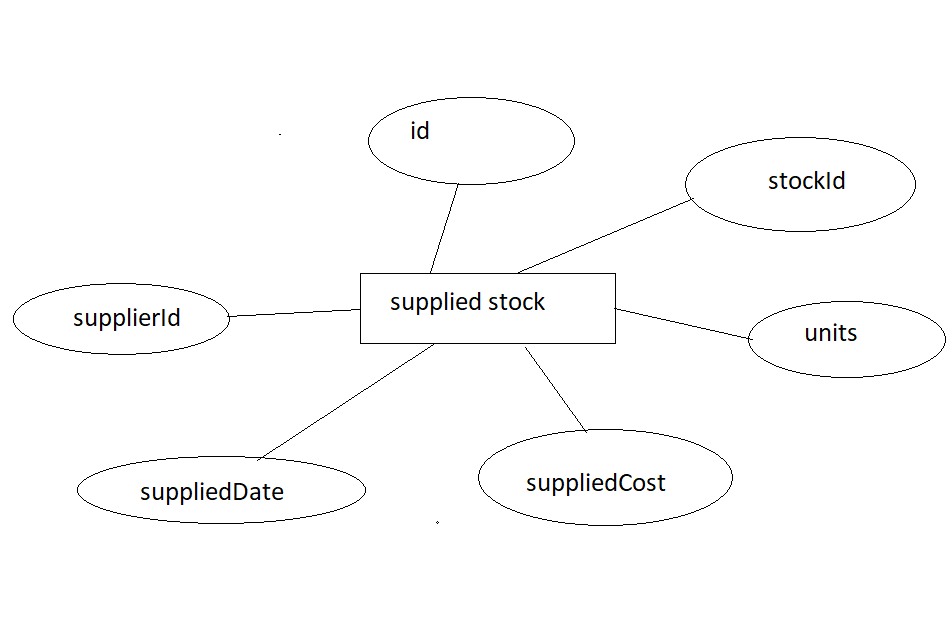 id
stockId
supplied stock
supplierId
units
suppliedDate
suppliedCost